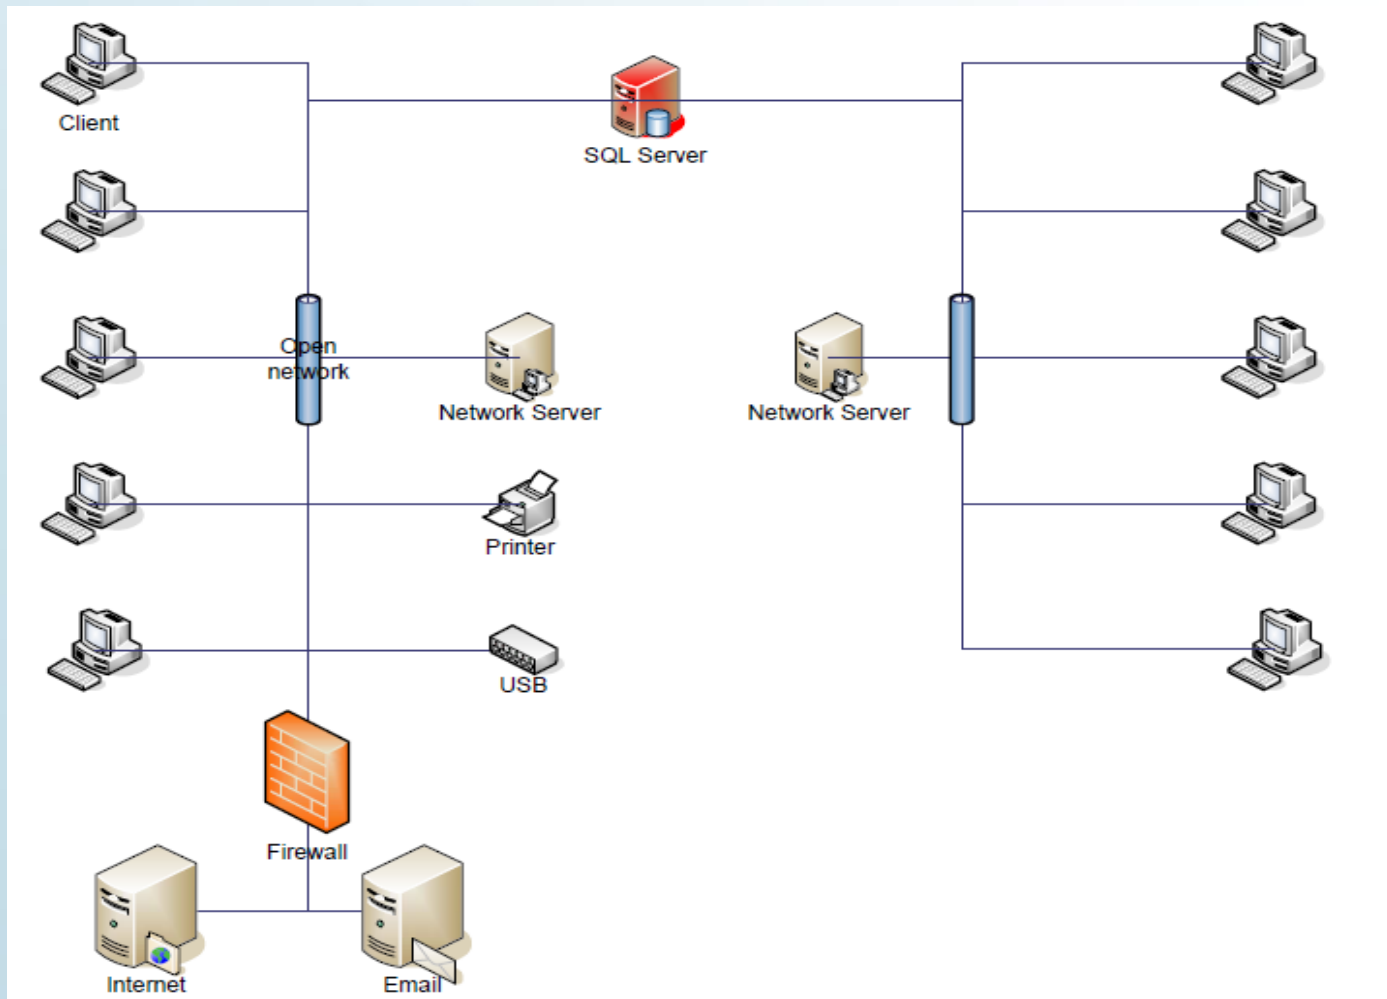 Client
SQL Server
Open
network
Network Server
Network Server
Printer
USB
Firewall
Internet
Email